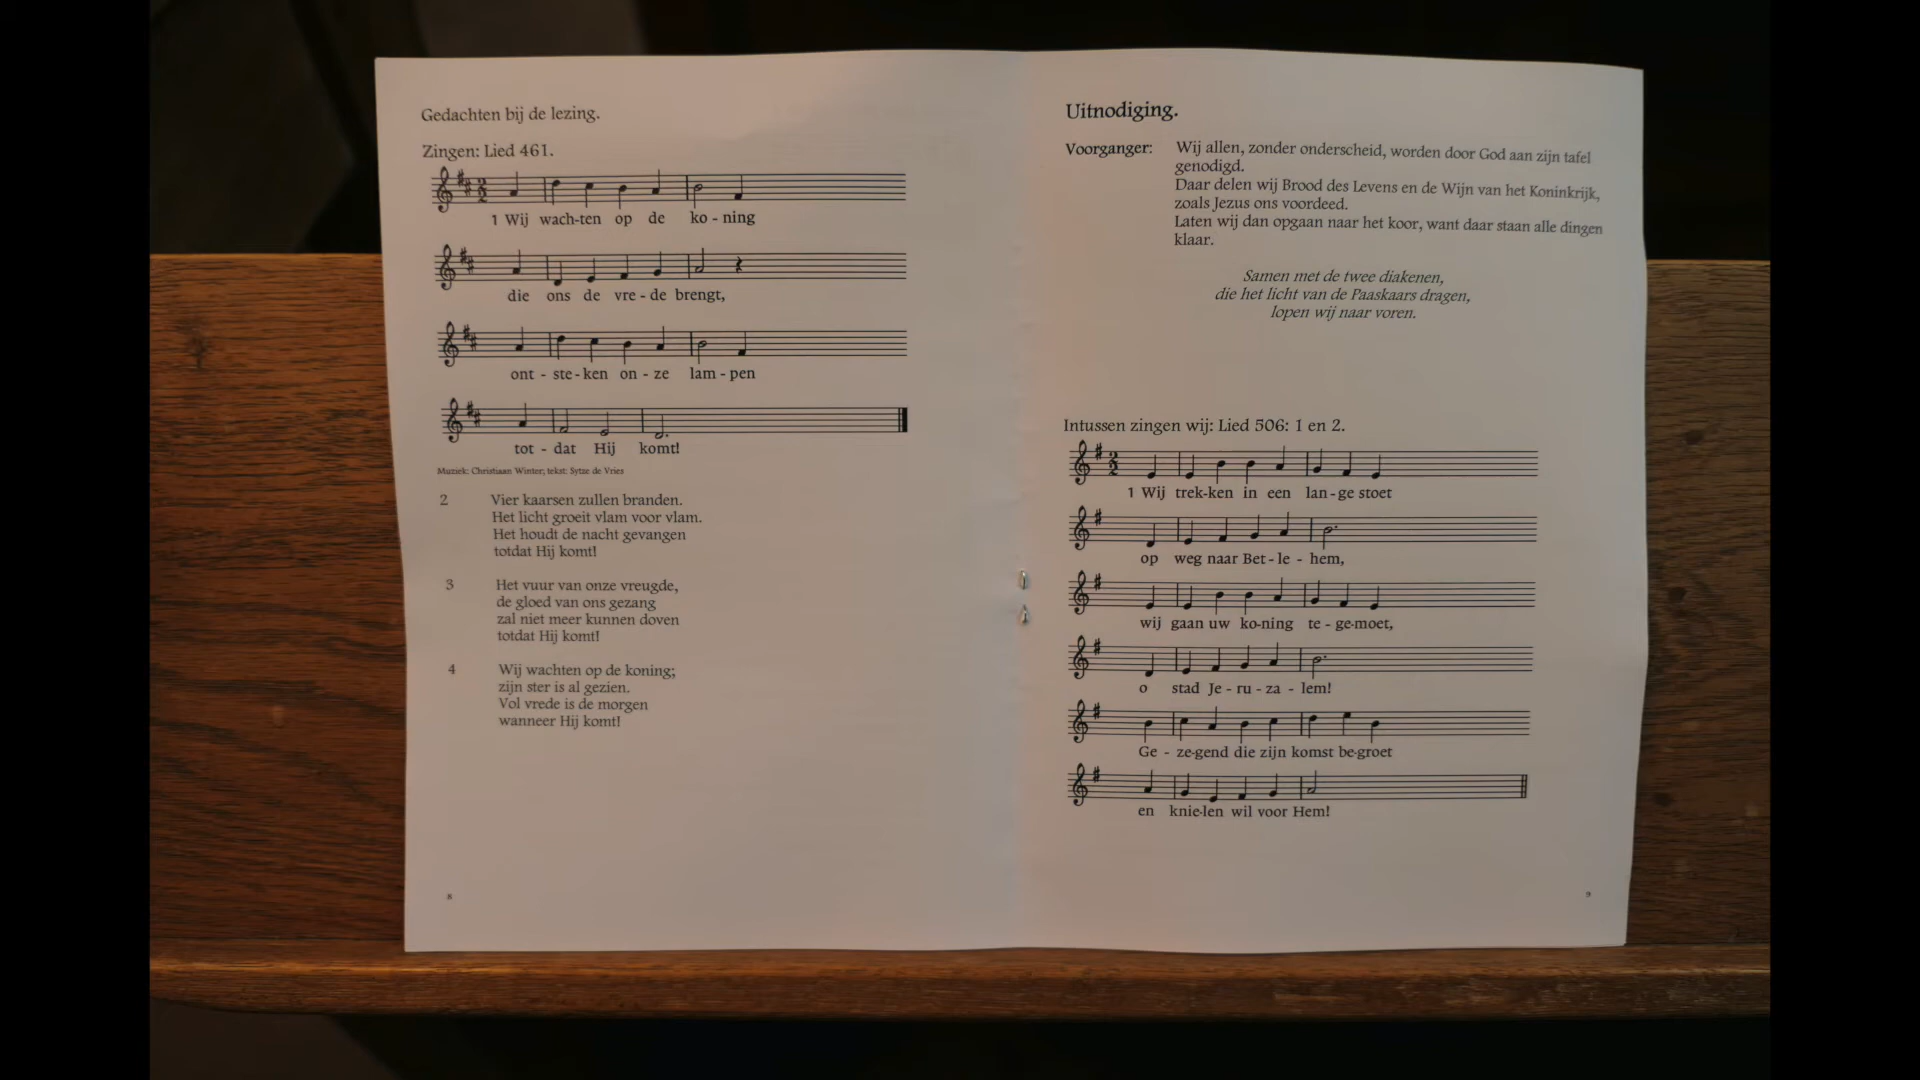 Gedachten bij de lezing.
Zingen: Lied 461.
1 Wij wach-ten op de ko - ning
die ons de vre - de brengt,
ont - ste - ken on - ze lam - pen
tot - dat Hij komt!
Muziek: Christiaan Winter; tekst: Sytze de Vries
2 Vier kaarsen zullen branden.
Het licht groeit vlam voor vlam.
Het houdt de nacht gevangen
totdat Hij komt!
3 Het vuur van onze vreugde,
de gloed van ons gezang
zal niet meer kunnen doven
totdat Hij komt!
4 Wij wachten op de koning;
zijn ster is al gezien.
Vol vrede is de morgen
wanneer Hij komt!
8
Uitnodiging.
Voorganger: Wij allen, zonder onderscheid, worden door God aan zijn tafel
genodigd.
Daar delen wij Brood des Levens en de Wijn van het Koninkrijk,
zoals Jezus ons voordeed.
Laten wij dan opgaan naar het koor, want daar staan alle dingen
klaar.
Samen met de twee diakenen,
die het licht van de Paaskaars dragen,
lopen wij naar voren.
Intussen zingen wij: Lied 506: 1 en 2.
1 Wij trek-ken in een lan - ge stoet
op weg naar Bet - le - hem,
wij gaan uw ko-ning te - ge-moet,
o stad Je - ru - za - lem!
Ge - ze-gend die zijn komst be-groet
en knie-len wil voor Hem!
9